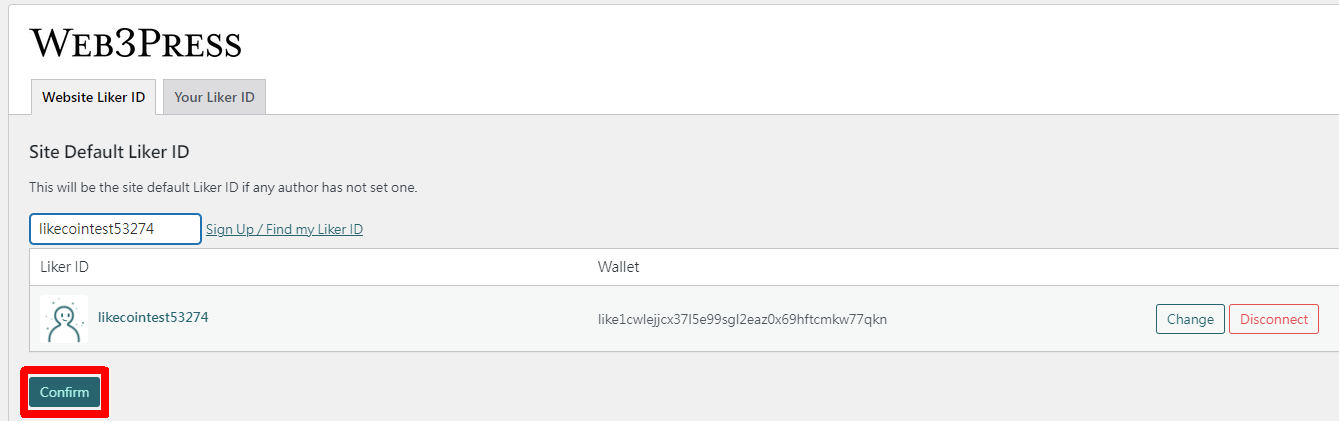 WEB3PRESS
Website Liker ID Your Liker ID
Site Default Liker ID
This will be the site default Liker ID if any author has not set one.
likecointest53274 Sign Up / Find my Liker ID
Liker ID Wallet
likecointest53274 like1cwlejjcx37l5e99sgl2eaz0x69hftcmkw77qkn Change Disconnect
Confirm